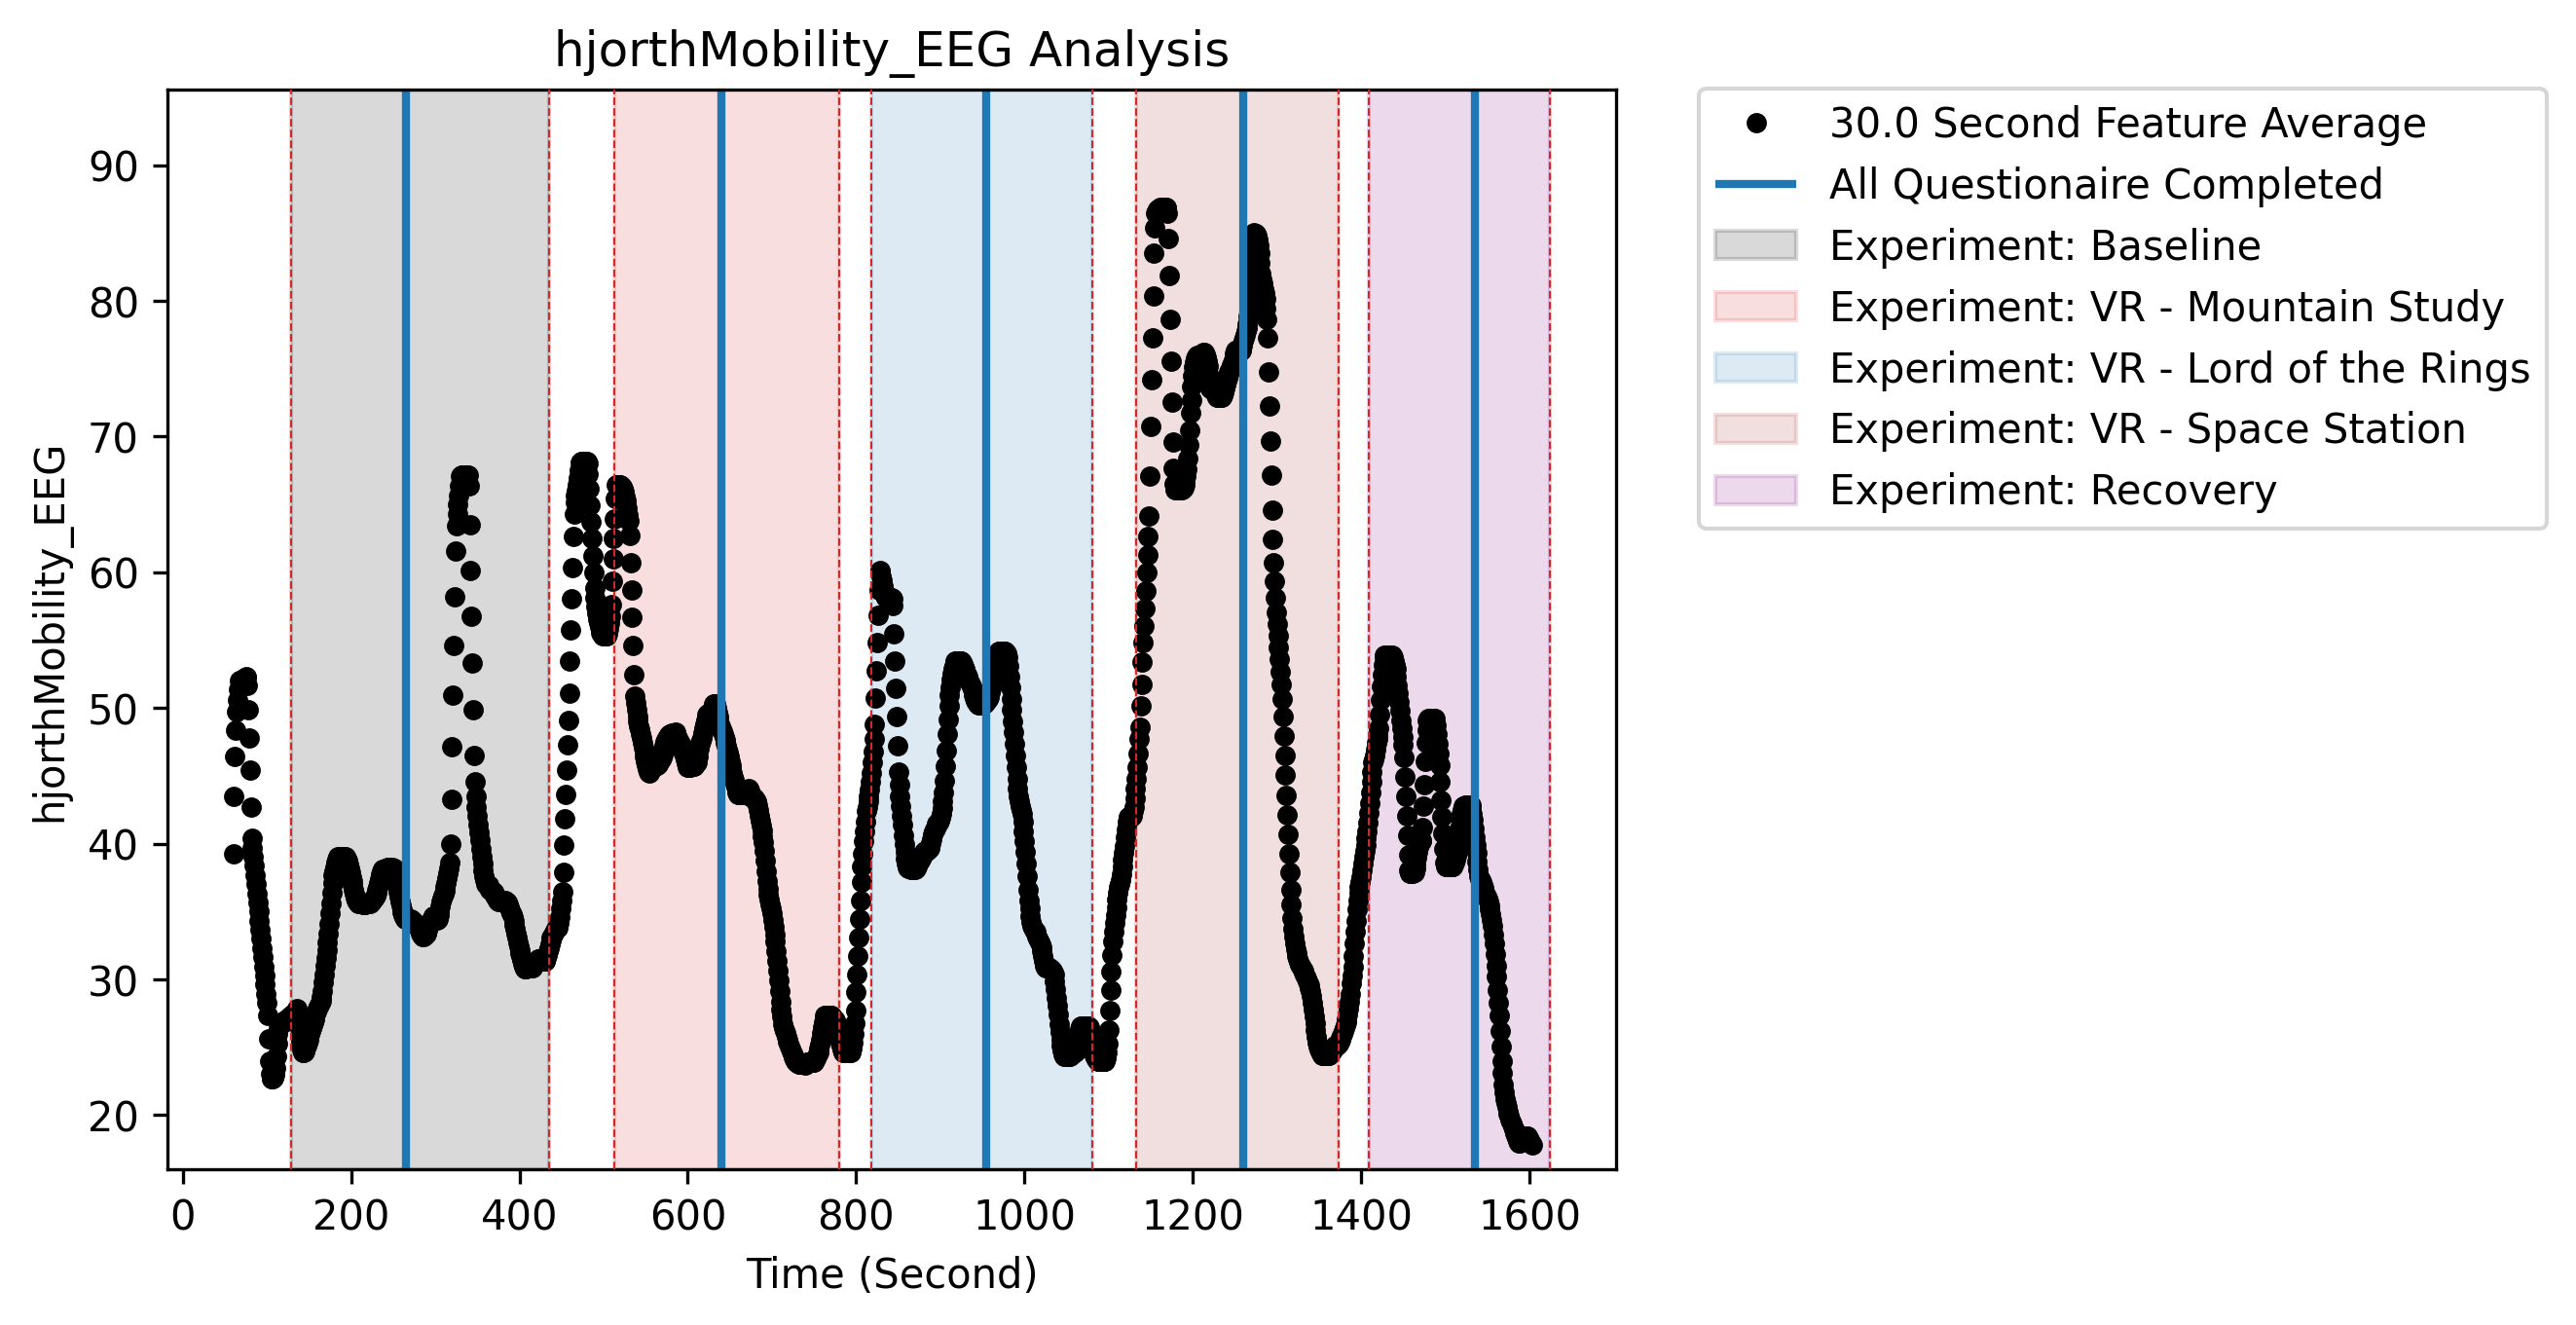 hjorthMobility_EEG Analysis
hjorthMobility_EEG
90
80
70
60
50
40
30
20
0 200 400 600 800 1000 1200 1400 1600
Time (Second)
30.0 Second Feature Average
All Questionaire Completed
Experiment: Baseline
Experiment: VR - Mountain Study
Experiment: VR - Lord of the Rings
Experiment: VR - Space Station
Experiment: Recovery